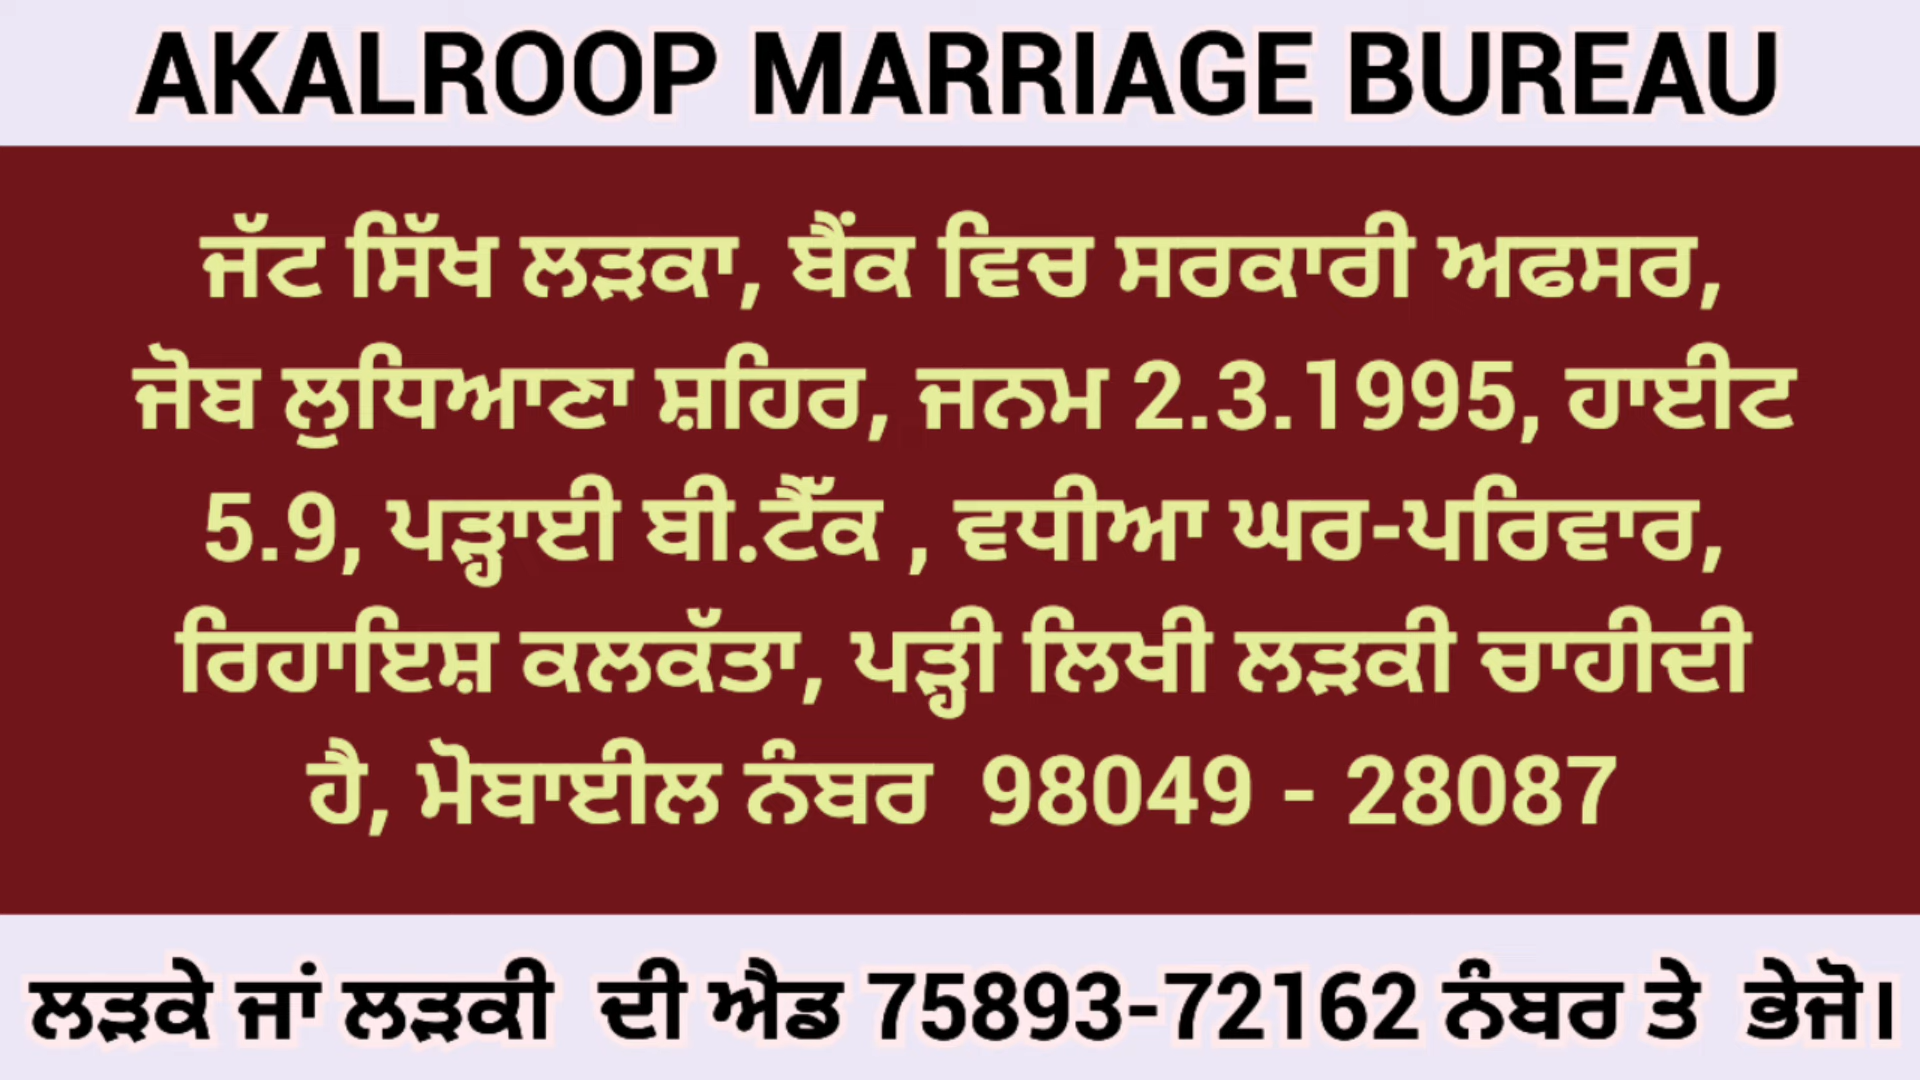 AKALROOP MARRIAGE BUREAU
ਜੱਟ ਸਿੱਖ ਲੜਕਾ, ਬੈਂਕ ਵਿਚ ਸਰਕਾਰੀ ਅਫਸਰ,
ਜੋਬ ਲੁਧਿਆਣਾ ਸ਼ਹਿਰ, ਜਨਮ 2.3.1995, ਹਾਈਟ
5.9, ਪੜ੍ਹਾਈ ਬੀ.ਟੈੱਕ , ਵਧੀਆ ਘਰ-ਪਰਿਵਾਰ,
ਰਿਹਾਇਸ਼ ਕਲਕੱਤਾ, ਪੜ੍ਹੀ ਲਿਖੀ ਲੜਕੀ ਚਾਹੀਦੀ
ਹੈ, ਮੋਬਾਈਲ ਨੰਬਰ 98049 - 28087
ਲੜਕੇ ਜਾਂ ਲੜਕੀ ਦੀ ਐਡ 75893-72162 ਨੰਬਰ ਤੇ ਭੇਜੋ।